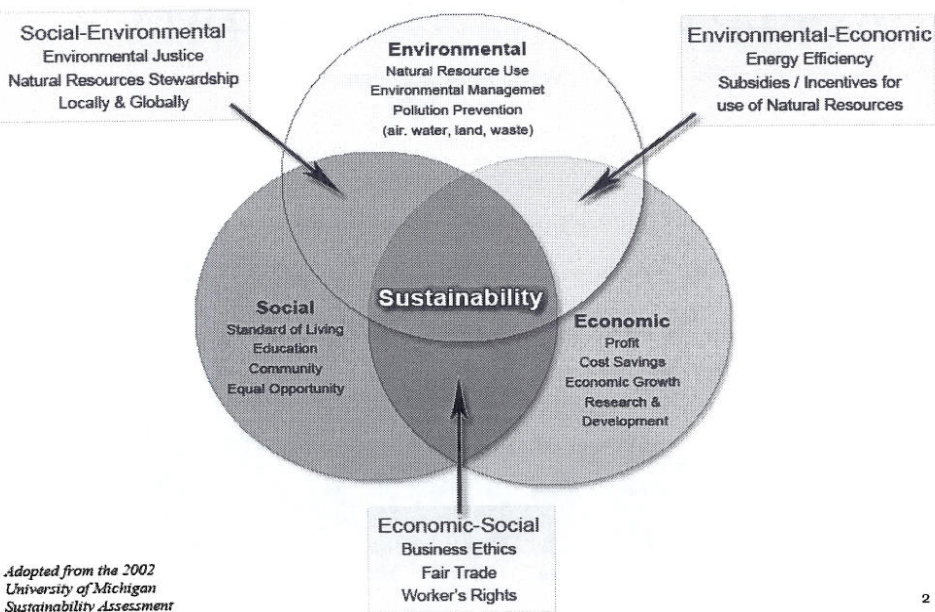 Social-Environmental
Environmental Justice
Natural Resources Stewardship
Locally & Globally
Environmental
Natural Resource Use
Environmental Managemet
Pollution Prevention
(air. water, land, waste)
Environmental-Economic
Energy Efficiency
Subsidies / Incentives for
use of Natural Resources
Sustainability
Social
Standard of Living
Education
Community
Equal Opportunity
Economic
Profit
Cost Savings
Economic Growth
Research &
Development
Economic-Social
Business Ethics
Fair Trade
Worker's Rights
Adopted from the 2002
University of Michigan
Sustainability Assessment
2